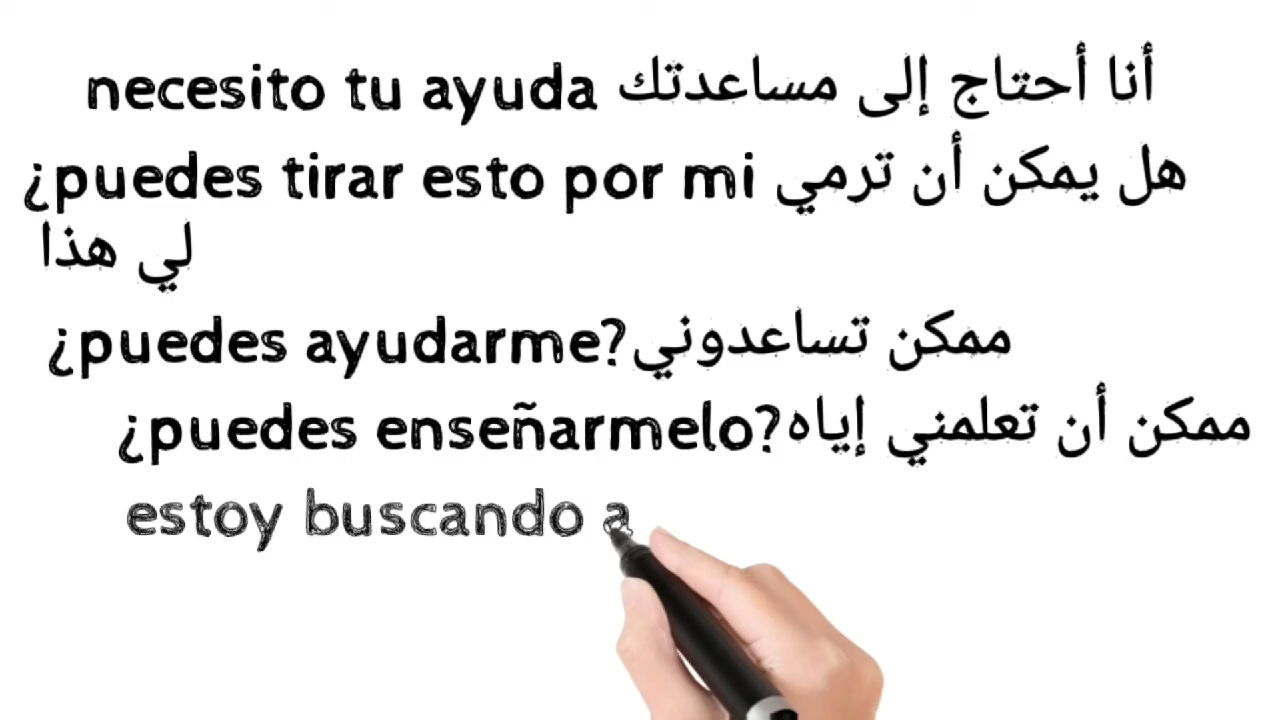 necesito tu ayuda أنا أحتاج إلى مساعدتك
¿puedes tirar esto por mi هل يمكن أن ترمي
لي هذا
¿puedes ayudarme?ممكن تساعدوني
¿puedes enseñarmelo?ممكن أن تعلمني إياه
estoy buscando a